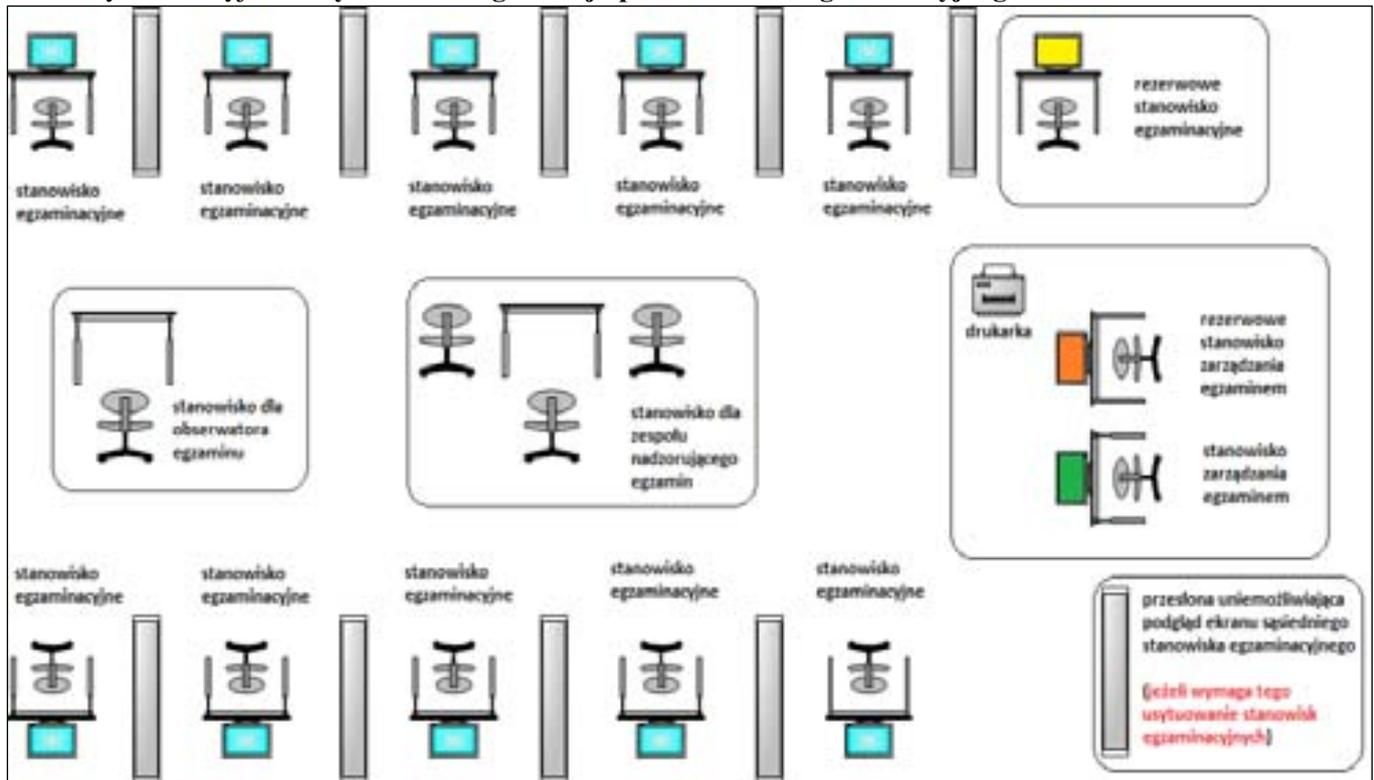 stanowisko
egzaminacyjne
stanowisko
egzaminacyjne
stanowisko
egzaminacyjne
stanowisko
egzaminacyjne
stanowisko
egzaminacyjne
rezerwowe
stanowisko
egzaminacyjne
stanowisko dla
obserwatora
egzaminu
stanowisko dla
zespołu
nadzorującego
egzamin
drukarka
rezerwowe
stanowisko
zarządzania
egzaminem
stanowisko
zarządzania
egzaminem
stanowisko
egzaminacyjne
stanowisko
egzaminacyjne
stanowisko
egzaminacyjne
stanowisko
egzaminacyjne
stanowisko
egzaminacyjne
przesłona uniemożliwiająca
podgląd ekranu sąsiedniego
stanowiska egzaminacyjnego
(jeżeli wymaga tego
usytuowanie stanowisk
egzaminacyjnych)